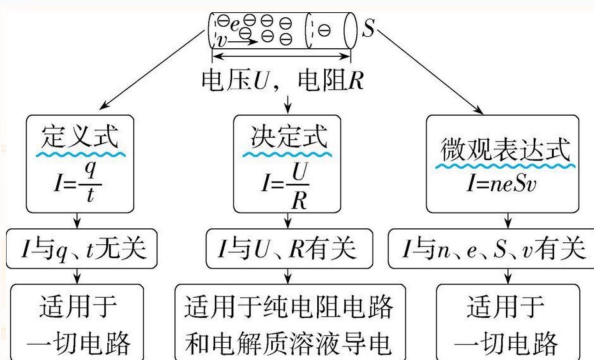 e
v
S
电压U，电阻R
定义式
I=q/t
决定式
I=U/R
微观表达式
I=neSv
I与q、t无关
I与U、R有关
I与n、e、S、v有关
适用于
一切电路
适用于纯电阻电路
和电解质溶液导电
适用于
一切电路